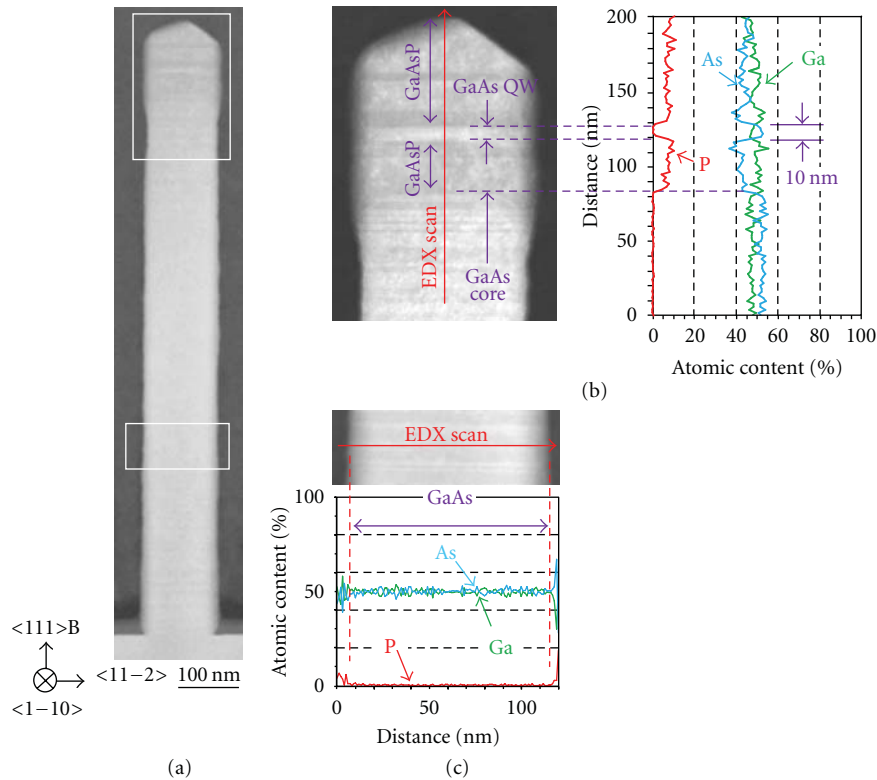 <111>B
<11−2>
<1−10>
100 nm
(a)
GaAsP
GaAs QW
GaAsP
EDX scan
GaAs
core
200
150
100
50
0
Distance (nm)
As
Ga
P
10 nm
0 20 40 60 80 100
Atomic content (%)
(b)
EDX scan
100
50
0
Atomic content (%)
GaAs
As
Ga
P
0 50 100
Distance (nm)
(c)